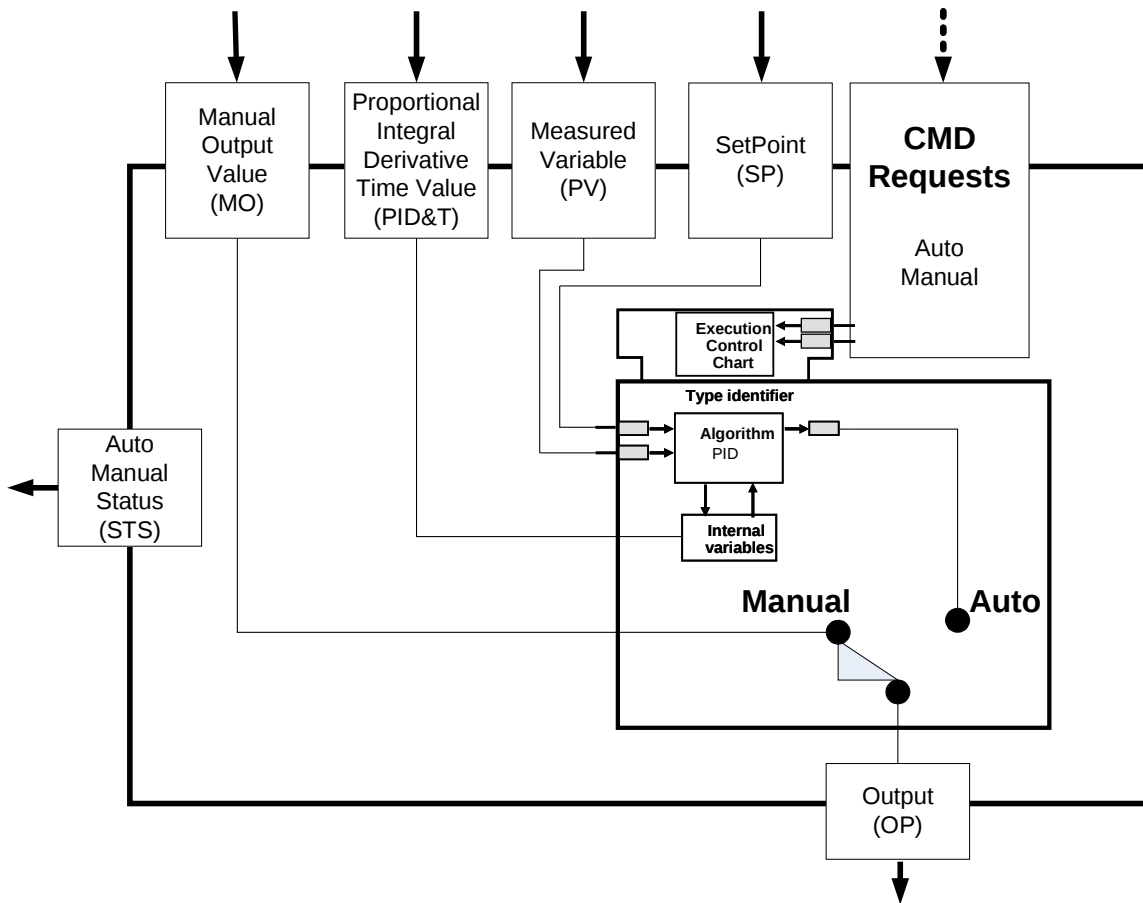 Manual
Output
Value
(MO)
Proportional
Integral
Derivative
Time Value
(PID&T)
Measured
Variable
(PV)
SetPoint
(SP)
CMD
Requests
Auto
Manual
Execution
Control
Chart
Type identifier
Algorithm
PID
Internal
variables
Auto
Manual
Status
(STS)
Manual
Auto
Output
(OP)